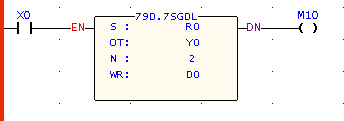 X0
79D.7SGDL
M10
EN
S : R0
DN
OT: Y0
N : 2
WR: D0